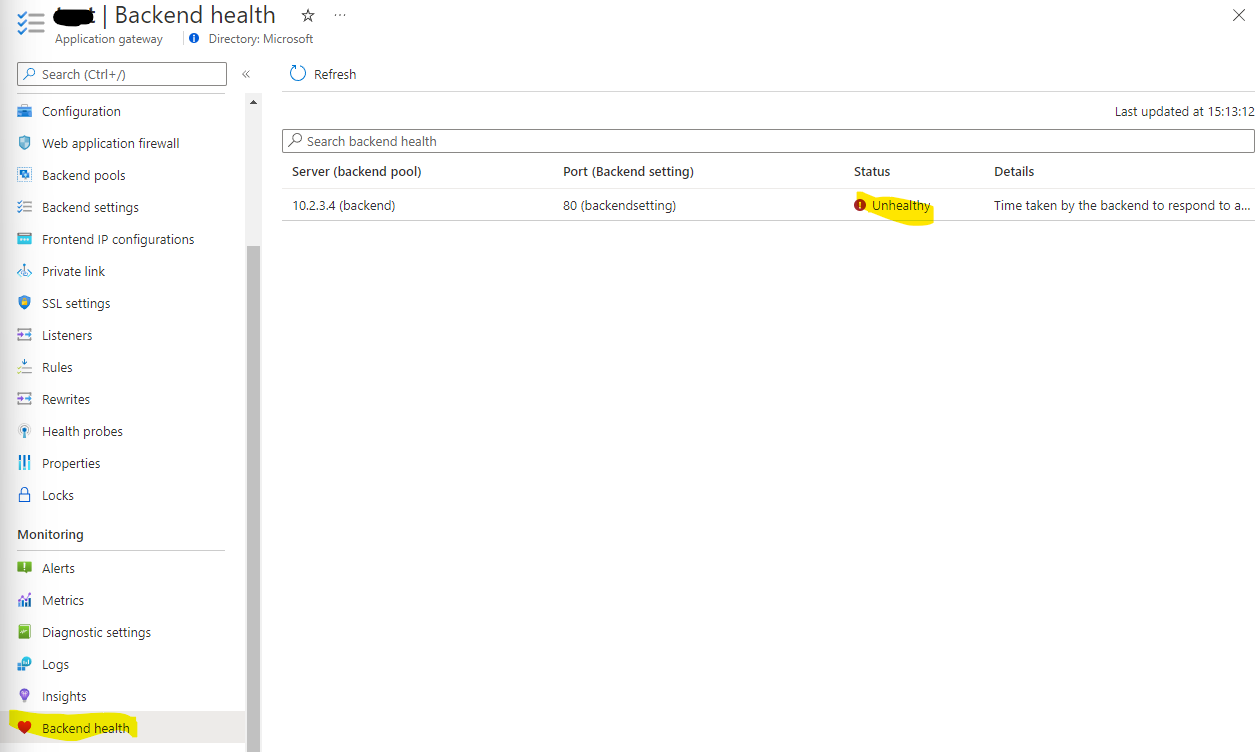 | Backend health
Application gateway
Directory: Microsoft
Search (Ctrl+/)
«
Refresh
Configuration
Web application firewall
Backend pools
Backend settings
Frontend IP configurations
Private link
SSL settings
Listeners
Rules
Rewrites
Health probes
Properties
Locks
Monitoring
Alerts
Metrics
Diagnostic settings
Logs
Insights
Backend health
Last updated at 15:13:12
Search backend health
Server (backend pool) Port (Backend setting) Status Details
10.2.3.4 (backend) 80 (backendsetting) Unhealthy Time taken by the backend to respond to a...